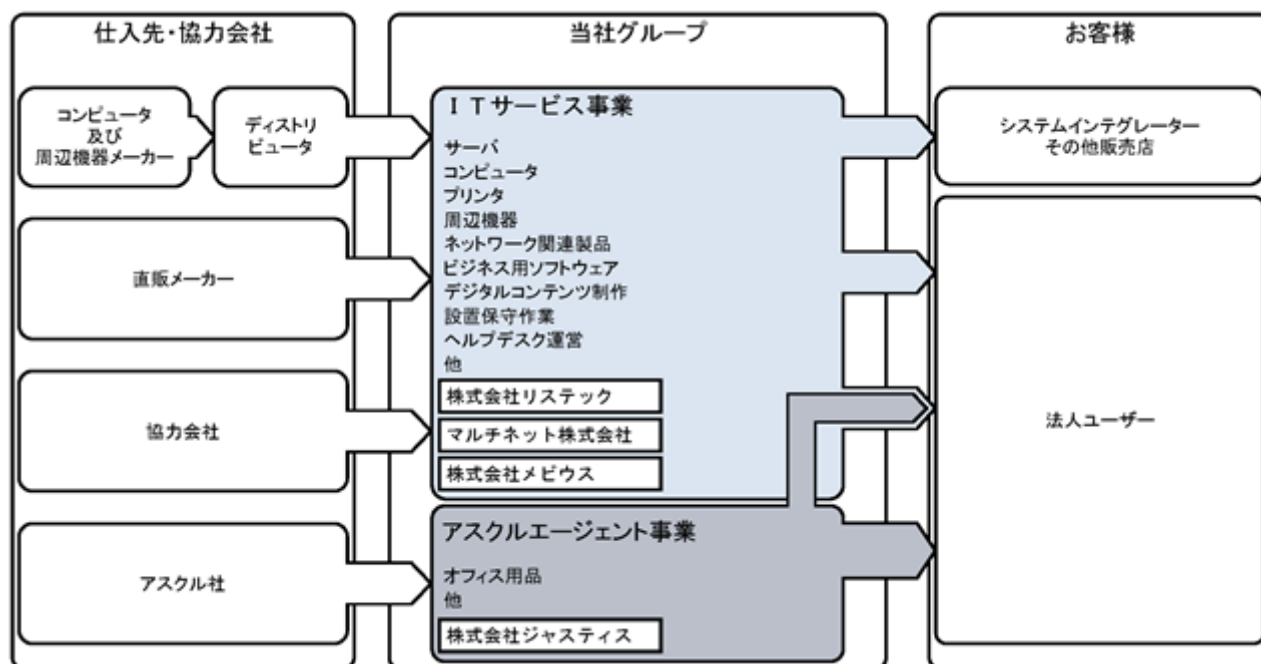 仕入先・協力会社
コンピュータ
及び
周辺機器メーカー
ディストリ
ビュータ
直販メーカー
協力会社
アスクル社
当社グループ
ＩＴサービス事業
サーバ
コンピュータ
プリンタ
周辺機器
ネットワーク関連製品
ビジネス用ソフトウェア
デジタルコンテンツ制作
設置保守作業
ヘルプデスク運営
他
株式会社リステック
マルチネット株式会社
株式会社メビウス
アスクルエージェント事業
オフィス用品
他
株式会社ジャスティス
お客様
システムインテグレーター
その他販売店
法人ユーザー